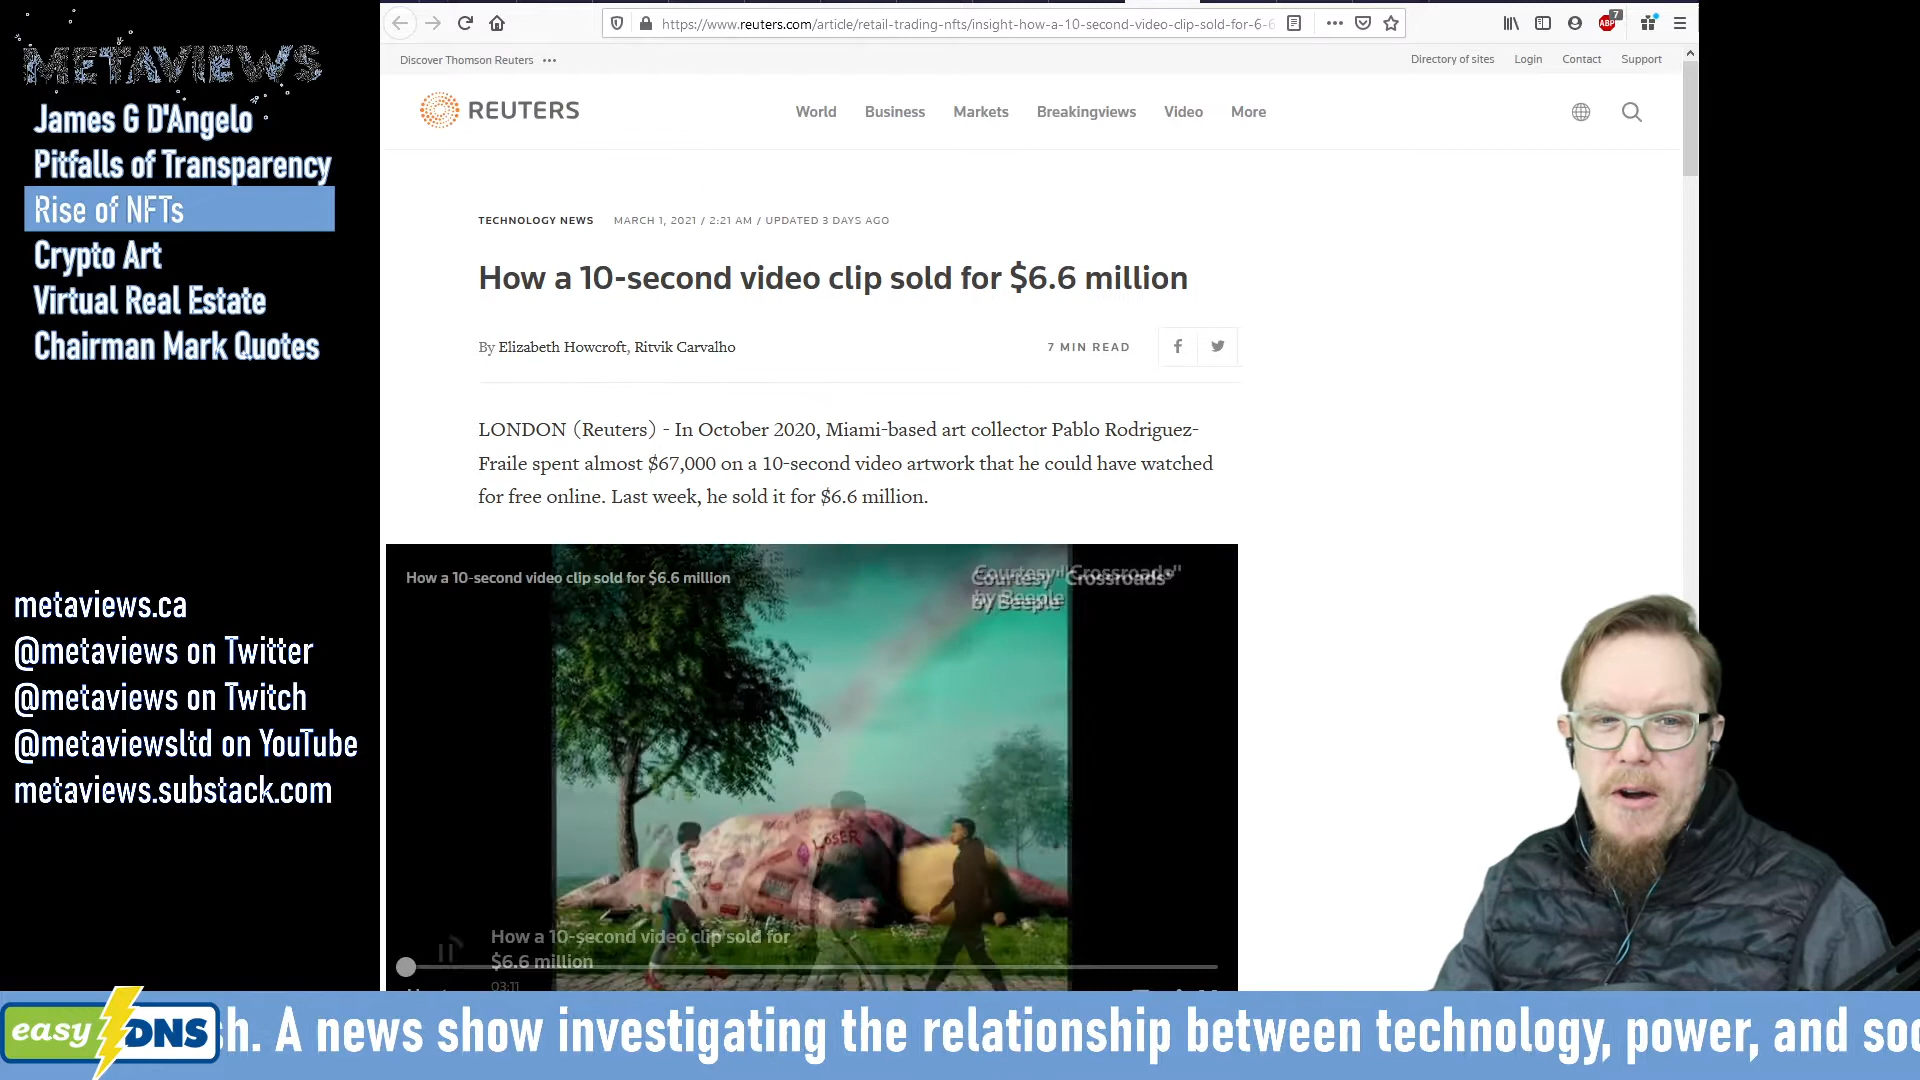 METAVIEWS
James G D'Angelo
Pitfalls of Transparency
Rise of NFTs
Crypto Art
Virtual Real Estate
Chairman Mark Quotes
metaviews.ca
@metaviews on Twitter
@metaviews on Twitch
@metaviewsltd on YouTube
metaviews.substack.com
https://www.reuters.com/article/retail-trading-nfts/insight-how-a-10-second-video-clip-sold-for-6-6
ABP
7
Discover Thomson Reuters •••
Directory of sites Login Contact Support
REUTERS
World Business Markets Breakingviews Video More
TECHNOLOGY NEWS MARCH 1, 2021 / 2:21 AM / UPDATED 3 DAYS AGO
How a 10-second video clip sold for $6.6 million
By Elizabeth Howcroft, Ritvik Carvalho
7 MIN READ
LONDON (Reuters) - In October 2020, Miami-based art collector Pablo Rodriguez-
Fraile spent almost $67,000 on a 10-second video artwork that he could have watched
for free online. Last week, he sold it for $6.6 million.
How a 10-second video clip sold for $6.6 million
Courtesy "Crossroads"
by Beeple
LOSER
How a 10-second video clip sold for
$6.6 million
03:11
easy DNS
sh. A news show investigating the relationship between technology, power, and soc